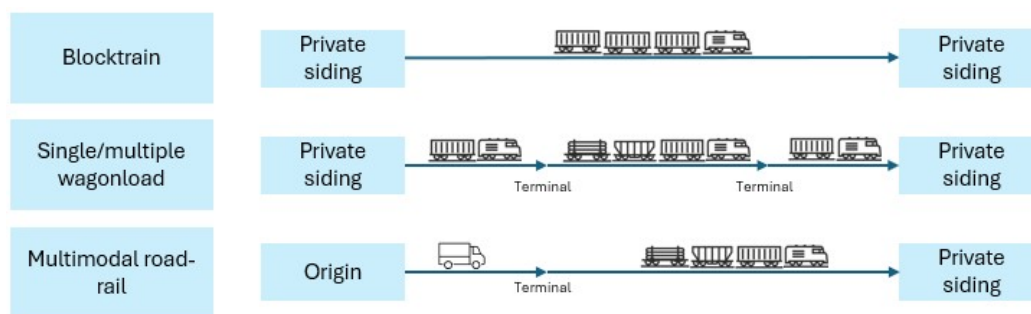 Blocktrain
Private
siding
Private
siding
Single/multiple
wagonload
Private
siding
Terminal
Terminal
Private
siding
Multimodal road-
rail
Origin
Terminal
Private
siding